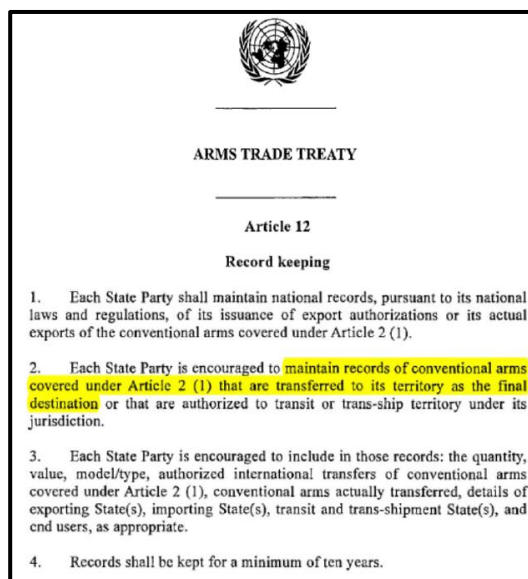 ARMS TRADE TREATY
Article 12
Record keeping
1. Each State Party shall maintain national records, pursuant to its national
laws and regulations, of its issuance of export authorizations or its actual
exports of the conventional arms covered under Article 2 (1).
2. Each State Party is encouraged to maintain records of conventional arms
covered under Article 2 (1) that are transferred to its territory as the final
destination or that are authorized to transit or trans-ship territory under its
jurisdiction.
3. Each State Party is encouraged to include in those records: the quantity,
value, model/type, authorized international transfers of conventional arms
covered under Article 2 (1), conventional arms actually transferred, details of
exporting State(s), importing State(s), transit and trans-shipment State(s), and
end users, as appropriate.
4. Records shall be kept for a minimum of ten years.